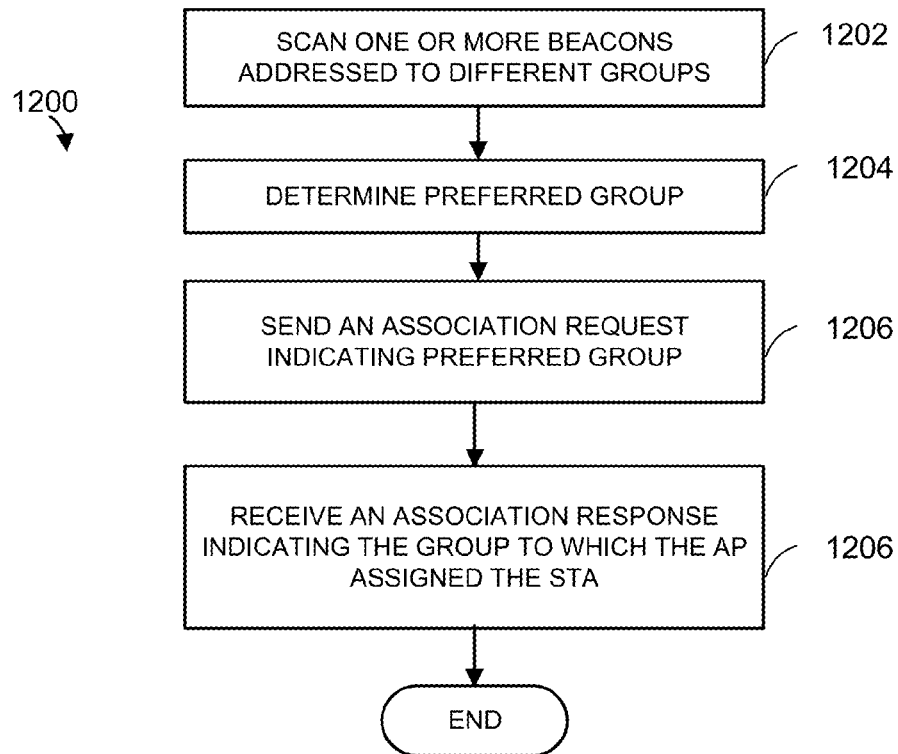 1200
SCAN ONE OR MORE BEACONS
ADDRESSED TO DIFFERENT GROUPS
1202
DETERMINE PREFERRED GROUP
1204
SEND AN ASSOCIATION REQUEST
INDICATING PREFERRED GROUP
1206
RECEIVE AN ASSOCIATION RESPONSE
INDICATING THE GROUP TO WHICH THE AP
ASSIGNED THE STA
1206
END